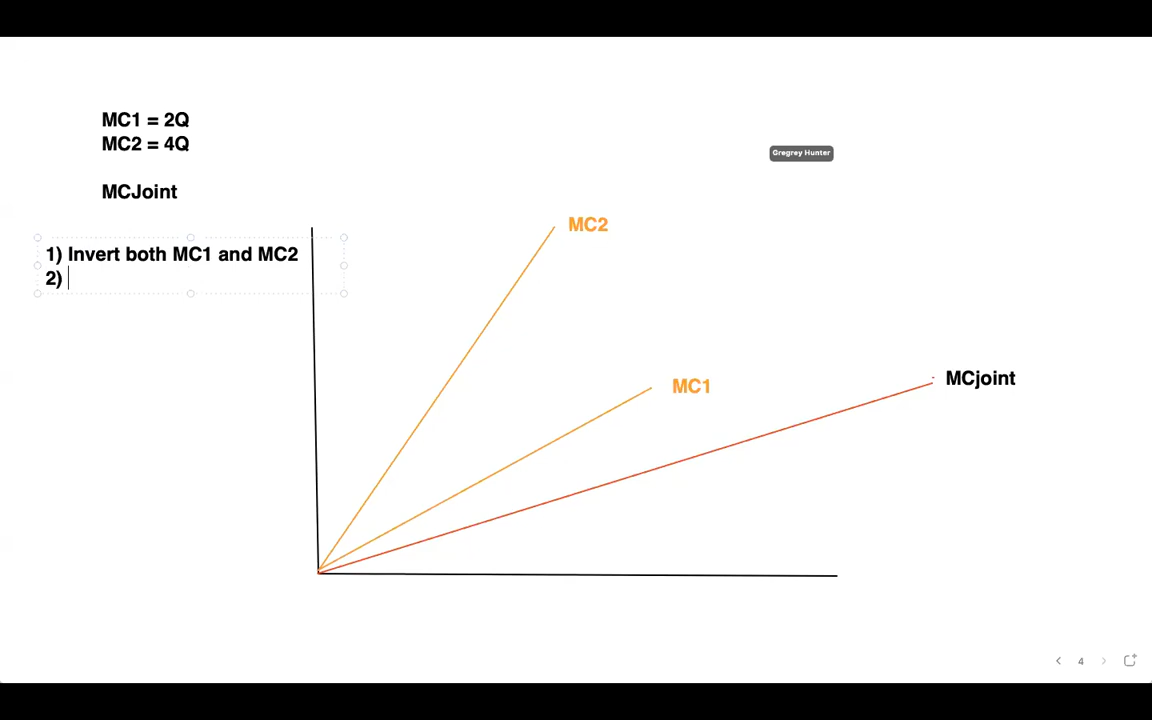 MC1 = 2Q
MC2 = 4Q
Gregrey Hunter
MCJoint
MC2
1) Invert both MC1 and MC2
2)
MCjoint
MC1
4